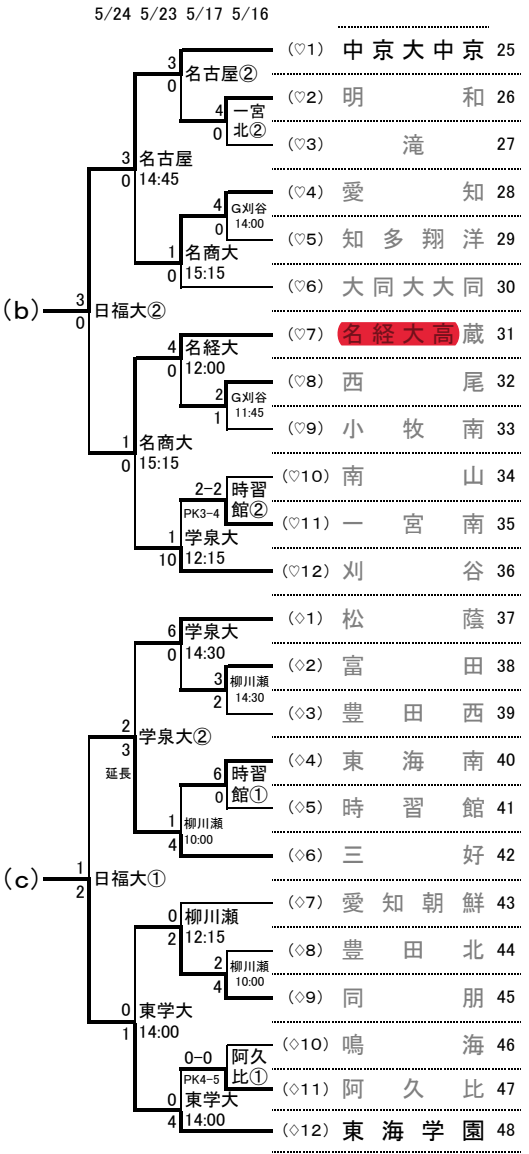 5/24 5/23 5/17 5/16
(♡1) 中京大中京 25
3
0
名古屋②
(♡2) 明和 26
4
0
一宮
北②
(♡3) 滝 27
3
0
名古屋
14:45
(♡4) 愛知 28
4
0
G刈谷
14:00
(♡5) 知多翔洋 29
1
0
名商大
15:15
(♡6) 大同大大同 30
(b)
3
0
日福大②
(♡7) 名経大高蔵 31
4
0
名経大
12:00
(♡8) 西尾 32
2
1
G刈谷
11:45
(♡9) 小牧南 33
1
0
名商大
15:15
(♡10) 南山 34
2-2
PK3-4
時習
館②
(♡11) 一宮南 35
1
10
学泉大
12:15
(♡12) 刈谷 36
(◇1) 松蔭 37
6
0
学泉大
14:30
(◇2) 富田 38
3
2
柳川瀬
14:30
(◇3) 豊田西 39
2
3
延長
学泉大②
(◇4) 東海南 40
6
0
時習
館①
(◇5) 時習館 41
1
4
柳川瀬
10:00
(◇6) 三好 42
(c)
1
2
日福大①
(◇7) 愛知朝鮮 43
0
2
柳川瀬
12:15
(◇8) 豊田北 44
2
4
柳川瀬
10:00
(◇9) 同朋 45
0
1
東学大
14:00
(◇10) 鳴海 46
0-0
PK4-5
阿久
比①
(◇11) 阿久比 47
0
4
東学大
14:00
(◇12) 東海学園 48